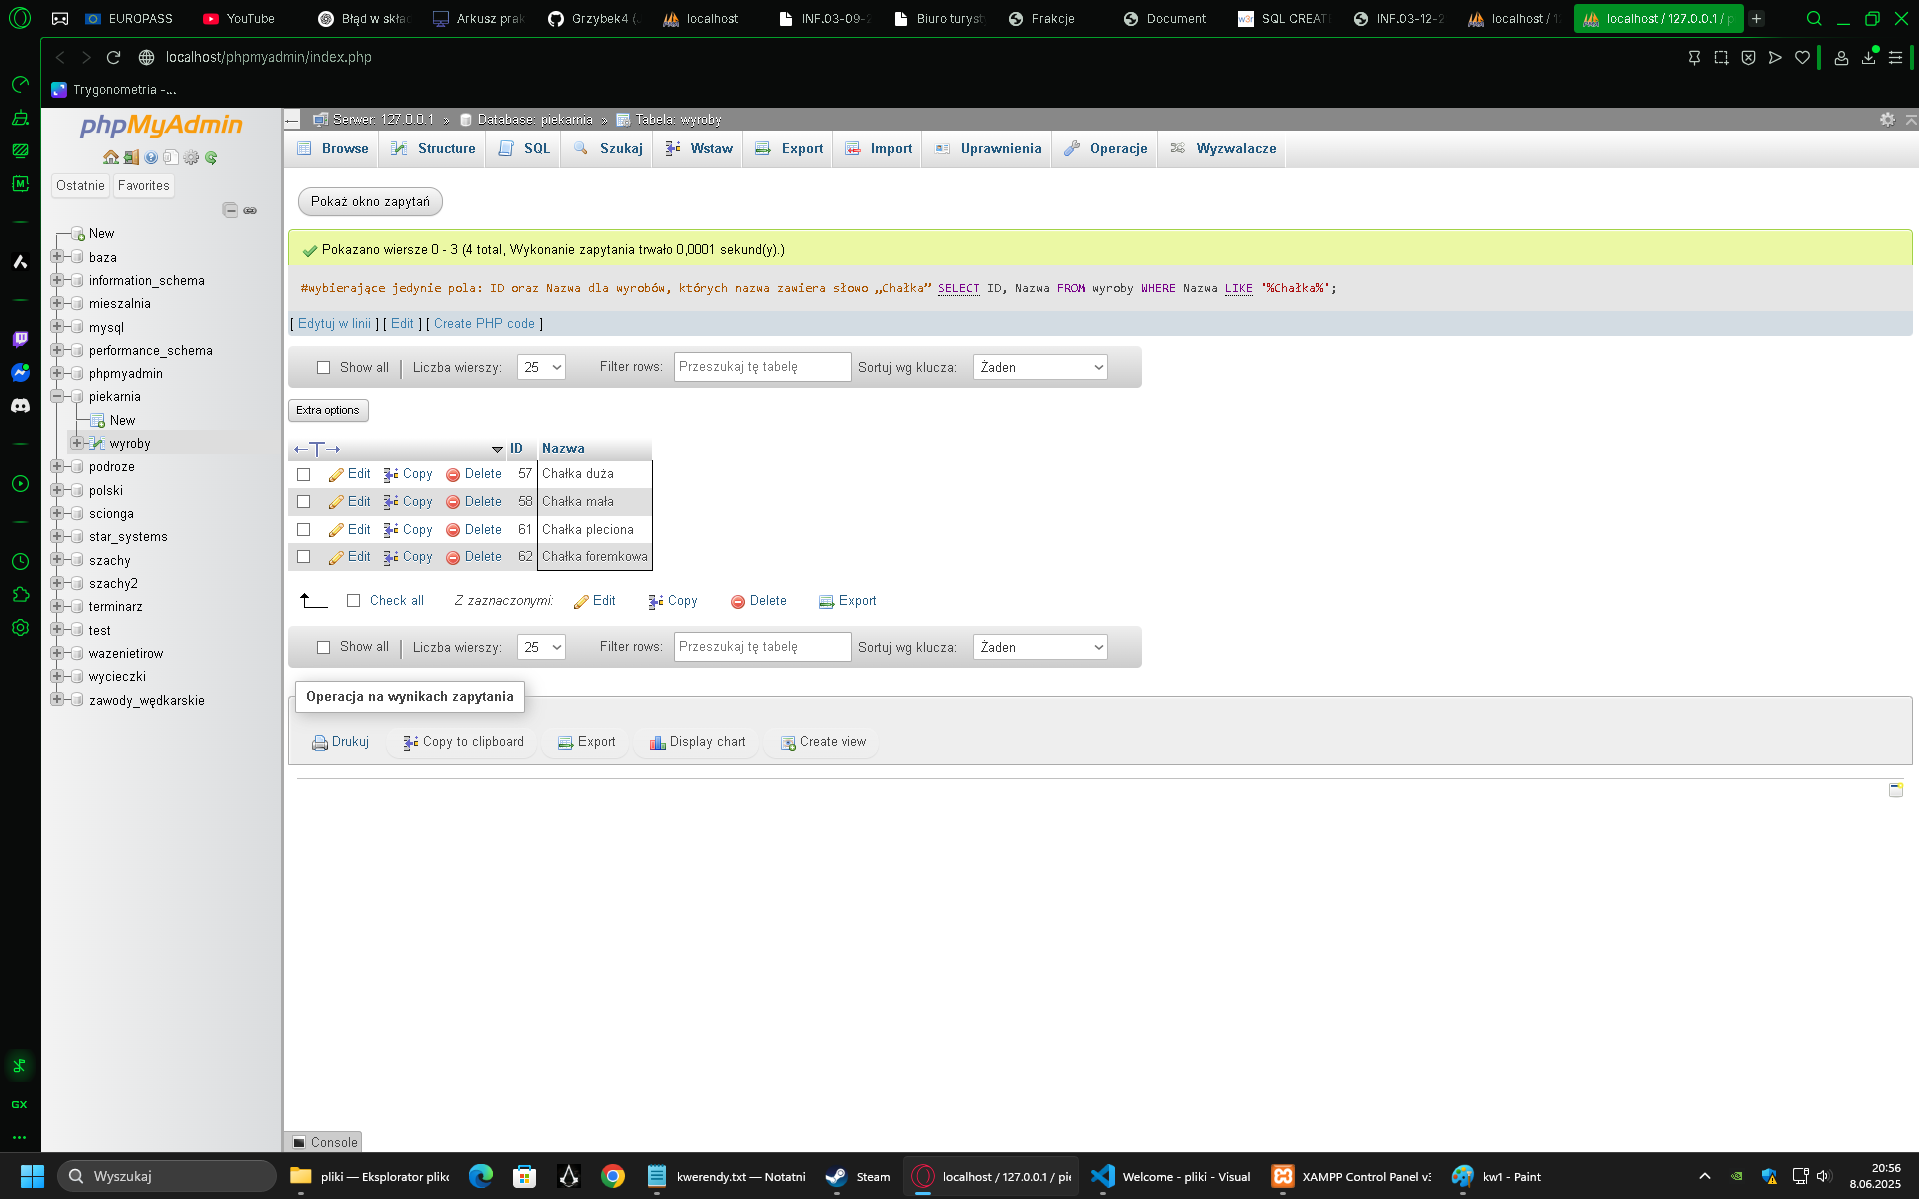 EUROPASS YouTube Błąd w skła Arkusz prak Grzybek4 ( localhost INF.03-09-2 Biuro turyst Frakcje Document SQL CREAT INF.03-12-2 localhost / 12 localhost / 127.0.0.1 / p
localhost/phpmyadmin/index.php
Trygonometria -...
phpMyAdmin
Ostatnie Favorites
New
baza
information_schema
mieszalnia
mysql
performance_schema
phpmyadmin
piekarnia
New
wyroby
podroze
polski
scionga
star_systems
szachy
szachy2
terminarz
test
wazenietirow
wycieczki
zawody_wędkarskie
Serwer: 127.0.0.1 » Database: piekarnia » Tabela: wyroby
Browse Structure SQL Szukaj Wstaw Export Import Uprawnienia Operacje Wyzwalacze
Pokaż okno zapytań
Pokazano wiersze 0 - 3 (4 total, Wykonanie zapytania trwało 0,0001 sekund(y).)
#wybierające jedynie pola: ID oraz Nazwa dla wyrobów, których nazwa zawiera słowo „Chałka” SELECT ID, Nazwa FROM wyroby WHERE Nazwa LIKE '%Chałka%';
[ Edytuj w linii ] [ Edit ] [ Create PHP code ]
Show all | Liczba wierszy: 25 Filter rows: Przeszukaj tę tabelę Sortuj wg klucza: Żaden
Extra options
←T→ ID Nazwa
Edit Copy Delete 57 Chałka duża
Edit Copy Delete 58 Chałka mała
Edit Copy Delete 61 Chałka pleciona
Edit Copy Delete 62 Chałka foremkowa
Check all Z zaznaczonymi: Edit Copy Delete Export
Show all | Liczba wierszy: 25 Filter rows: Przeszukaj tę tabelę Sortuj wg klucza: Żaden
Operacja na wynikach zapytania
Drukuj Copy to clipboard Export Display chart Create view
GX
Console
Wyszukaj pliki — Eksplorator pliko kwerendy.txt — Notatni Steam localhost / 127.0.0.1 / pie Welcome - pliki - Visual XAMPP Control Panel v3 kw1 - Paint
20:56
8.06.2025